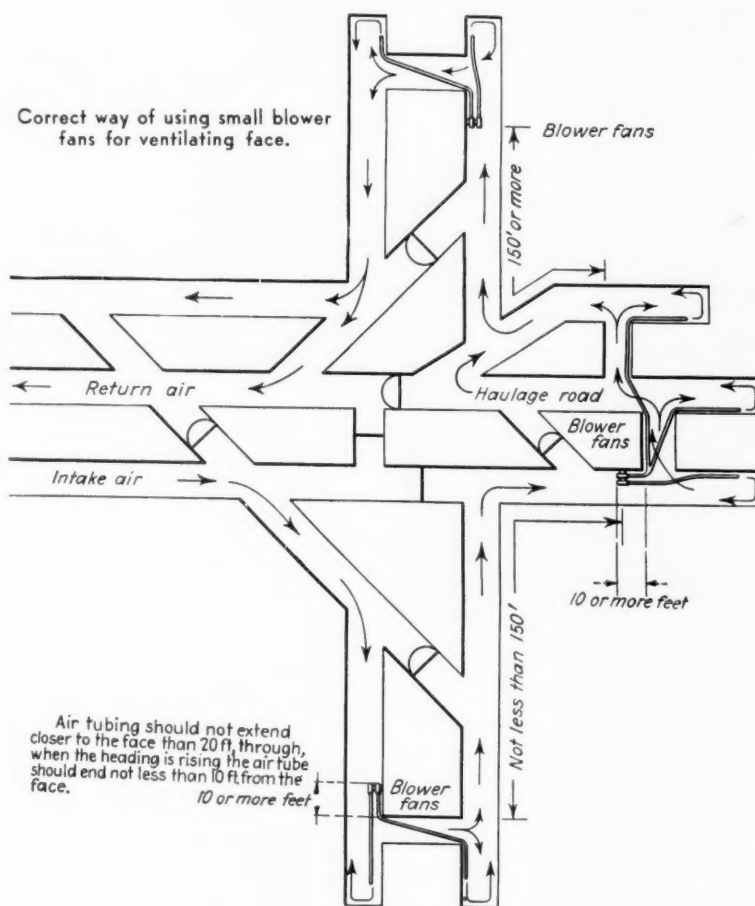 Correct way of using small blower
fans for ventilating face.
Blower fans
150' or more
Return air
Haulage road
Blower
fans
Intake air
10 or more feet
Not less than 150'
Air tubing should not extend
closer to the face than 20 ft, through,
when the heading is rising the air tube
should end not less than 10 ft. from the
face.
10 or more feet
Blower
fans